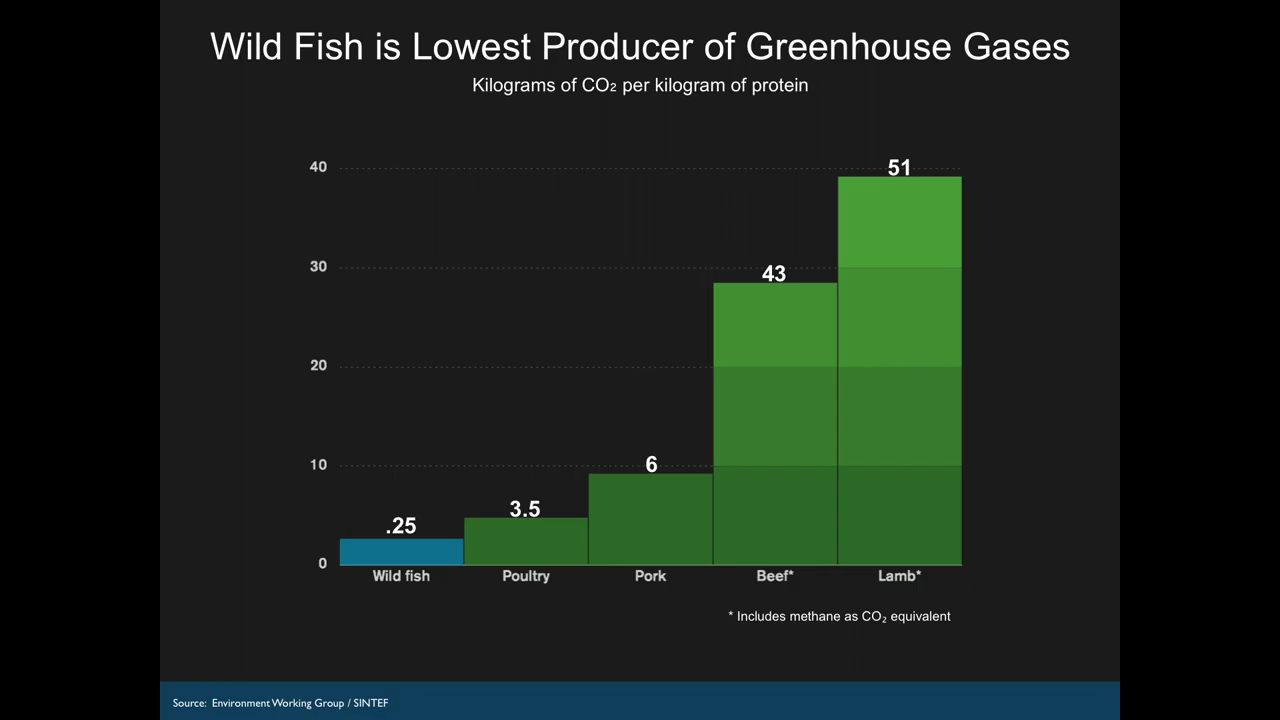 Wild Fish is Lowest Producer of Greenhouse Gases
Kilograms of CO₂ per kilogram of protein
40
30
20
10
0
.25
3.5
6
43
51
Wild fish
Poultry
Pork
Beef*
Lamb*
* Includes methane as CO₂ equivalent
Source: Environment Working Group / SINTEF